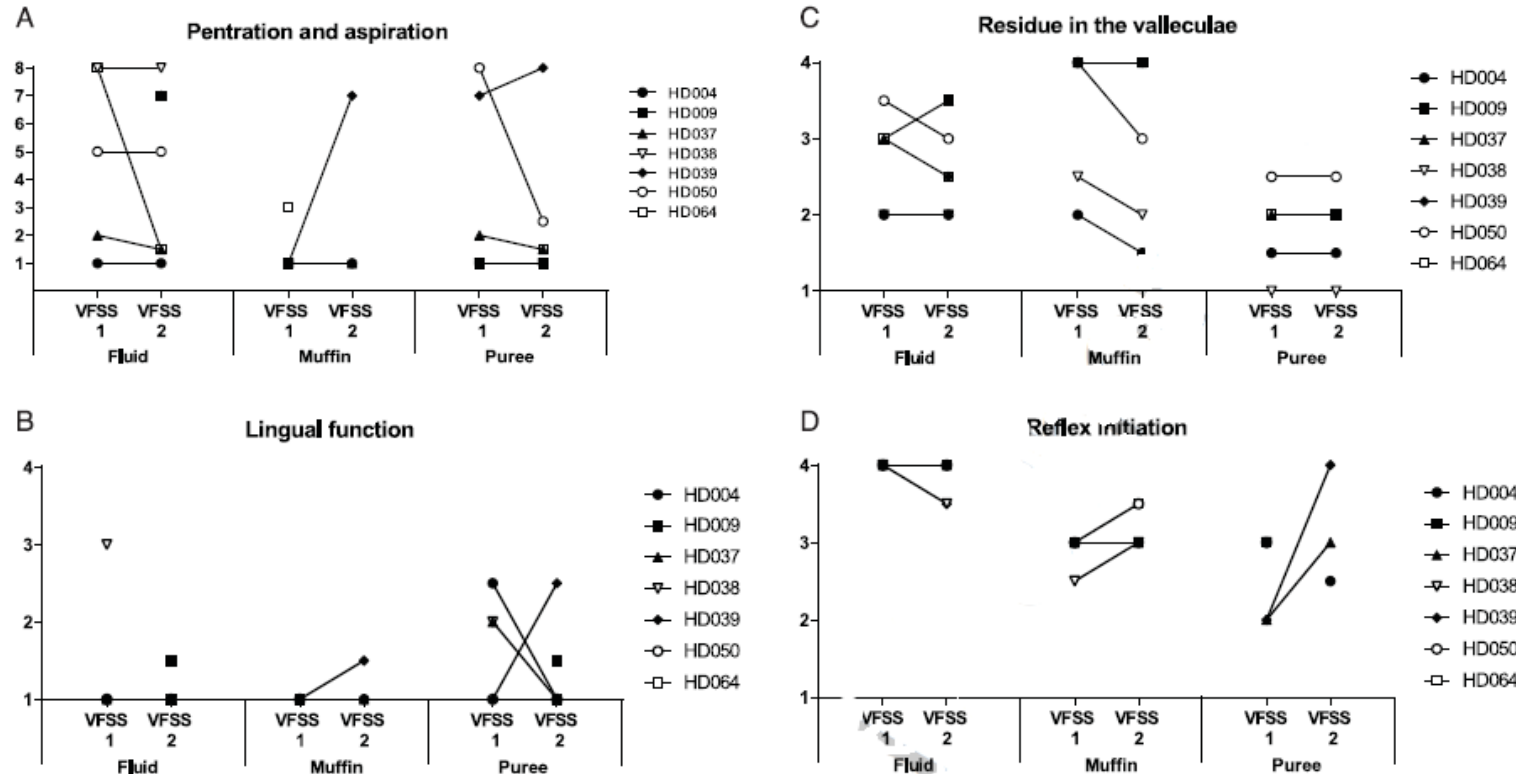 A
Pentration and aspiration
8
7
6
5
4
3
2
1
VFSS 1 VFSS 2 VFSS 1 VFSS 2 VFSS 1 VFSS 2
Fluid Muffin Puree
HD004
HD009
HD037
HD038
HD039
HD050
HD064
C
Residue in the valleculae
4
3
2
1
VFSS 1 VFSS 2 VFSS 1 VFSS 2 VFSS 1 VFSS 2
Fluid Muffin Puree
HD004
HD009
HD037
HD038
HD039
HD050
HD064
B
Lingual function
4
3
2
1
VFSS 1 VFSS 2 VFSS 1 VFSS 2 VFSS 1 VFSS 2
Fluid Muffin Puree
HD004
HD009
HD037
HD038
HD039
HD050
HD064
D
Reflex initiation
4
3
2
1
VFSS 1 VFSS 2 VFSS 1 VFSS 2 VFSS 1 VFSS 2
Fluid Muffin Puree
HD004
HD009
HD037
HD038
HD039
HD050
HD064